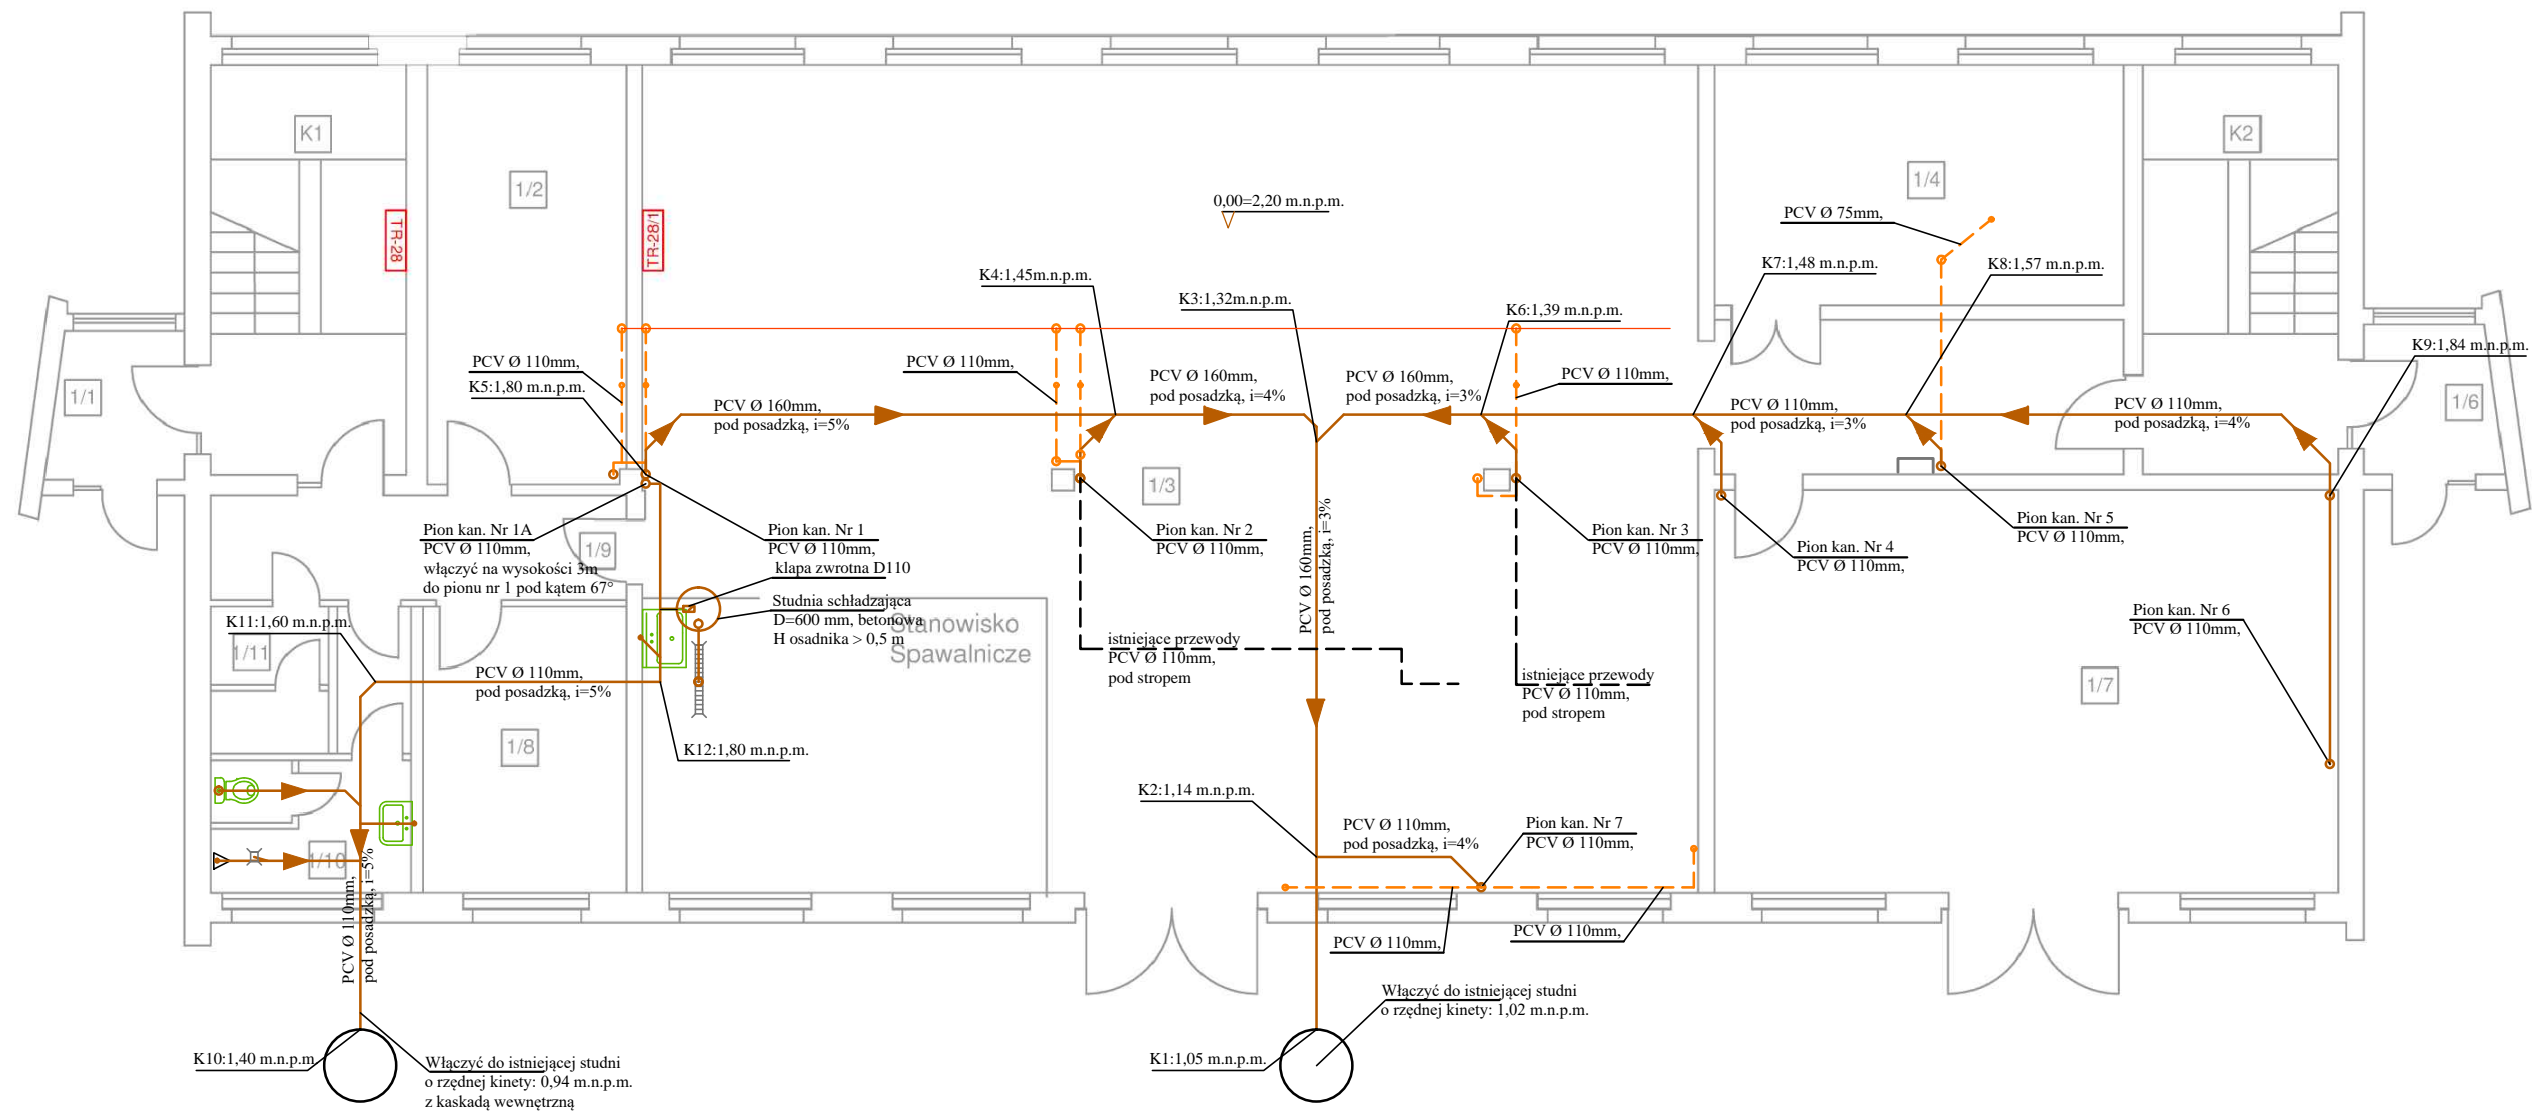 K1
K2
1/2
1/4
TR-28
TR-28/1
0,00=2,20 m.n.p.m.
PCV Ø 75mm,
K4:1,45m.n.p.m.
K3:1,32m.n.p.m.
K6:1,39 m.n.p.m.
K7:1,48 m.n.p.m.
K8:1,57 m.n.p.m.
K9:1,84 m.n.p.m.
PCV Ø 110mm,
K5:1,80 m.n.p.m.
PCV Ø 110mm,
PCV Ø 160mm,
pod posadzką, i=4%
PCV Ø 160mm,
pod posadzką, i=3%
PCV Ø 110mm,
1/1
1/6
PCV Ø 160mm,
pod posadzką, i=5%
PCV Ø 110mm,
pod posadzką, i=3%
PCV Ø 110mm,
pod posadzką, i=4%
1/3
Pion kan. Nr 1A
PCV Ø 110mm,
włączyć na wysokości 3m
do pionu nr 1 pod kątem 67°
1/9
Pion kan. Nr 1
PCV Ø 110mm,
klapa zwrotna D110
Studnia schładzająca
D=600 mm, betonowa
H osadnika > 0,5 m
Stanowisko
Spawalnicze
Pion kan. Nr 2
PCV Ø 110mm,
PCV Ø 160mm,
pod posadzką, i=3%
Pion kan. Nr 3
PCV Ø 110mm,
Pion kan. Nr 4
PCV Ø 110mm,
Pion kan. Nr 5
PCV Ø 110mm,
Pion kan. Nr 6
PCV Ø 110mm,
K11:1,60 m.n.p.m.
1/11
PCV Ø 110mm,
pod posadzką, i=5%
istniejące przewody
PCV Ø 110mm,
pod stropem
istniejące przewody
PCV Ø 110mm,
pod stropem
1/7
1/8
K12:1,80 m.n.p.m.
K2:1,14 m.n.p.m.
PCV Ø 110mm,
pod posadzką, i=4%
Pion kan. Nr 7
PCV Ø 110mm,
1/10
PCV Ø 110mm,
pod posadzką, i=5%
PCV Ø 110mm,
PCV Ø 110mm,
Włączyć do istniejącej studni
o rzędnej kinety: 1,02 m.n.p.m.
K10:1,40 m.n.p.m
Włączyć do istniejącej studni
o rzędnej kinety: 0,94 m.n.p.m.
z kaskadą wewnętrzną
K1:1,05 m.n.p.m.